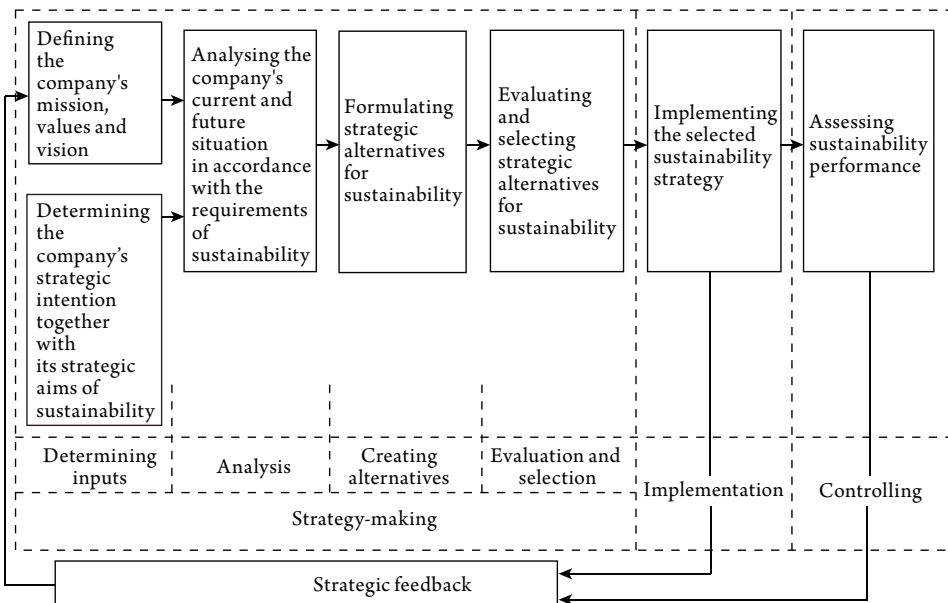 Defining
the
company's
mission,
values and
vision
Determining
the
company’s
strategic
intention
together
with
its strategic
aims of
sustainability
Analysing the
company's
current and
future
situation
in accordance
with the
requirements
of
sustainability
Formulating
strategic
alternatives
for
sustainability
Evaluating
and
selecting
strategic
alternatives
for
sustainability
Implementing
the selected
sustainability
strategy
Assessing
sustainability
performance
Determining
inputs
Analysis
Creating
alternatives
Evaluation and
selection
Implementation
Controlling
Strategy-making
Strategic feedback